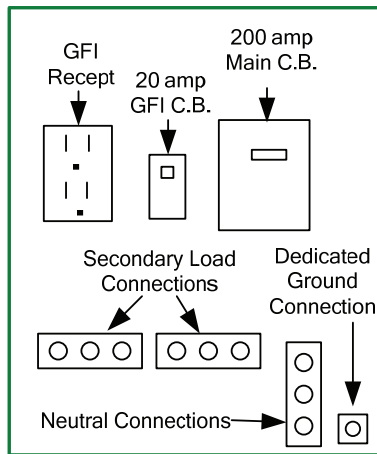 GFI
Recept
20 amp
GFI C.B.
200 amp
Main C.B.
Secondary Load
Connections
Dedicated
Ground
Connection
Neutral Connections